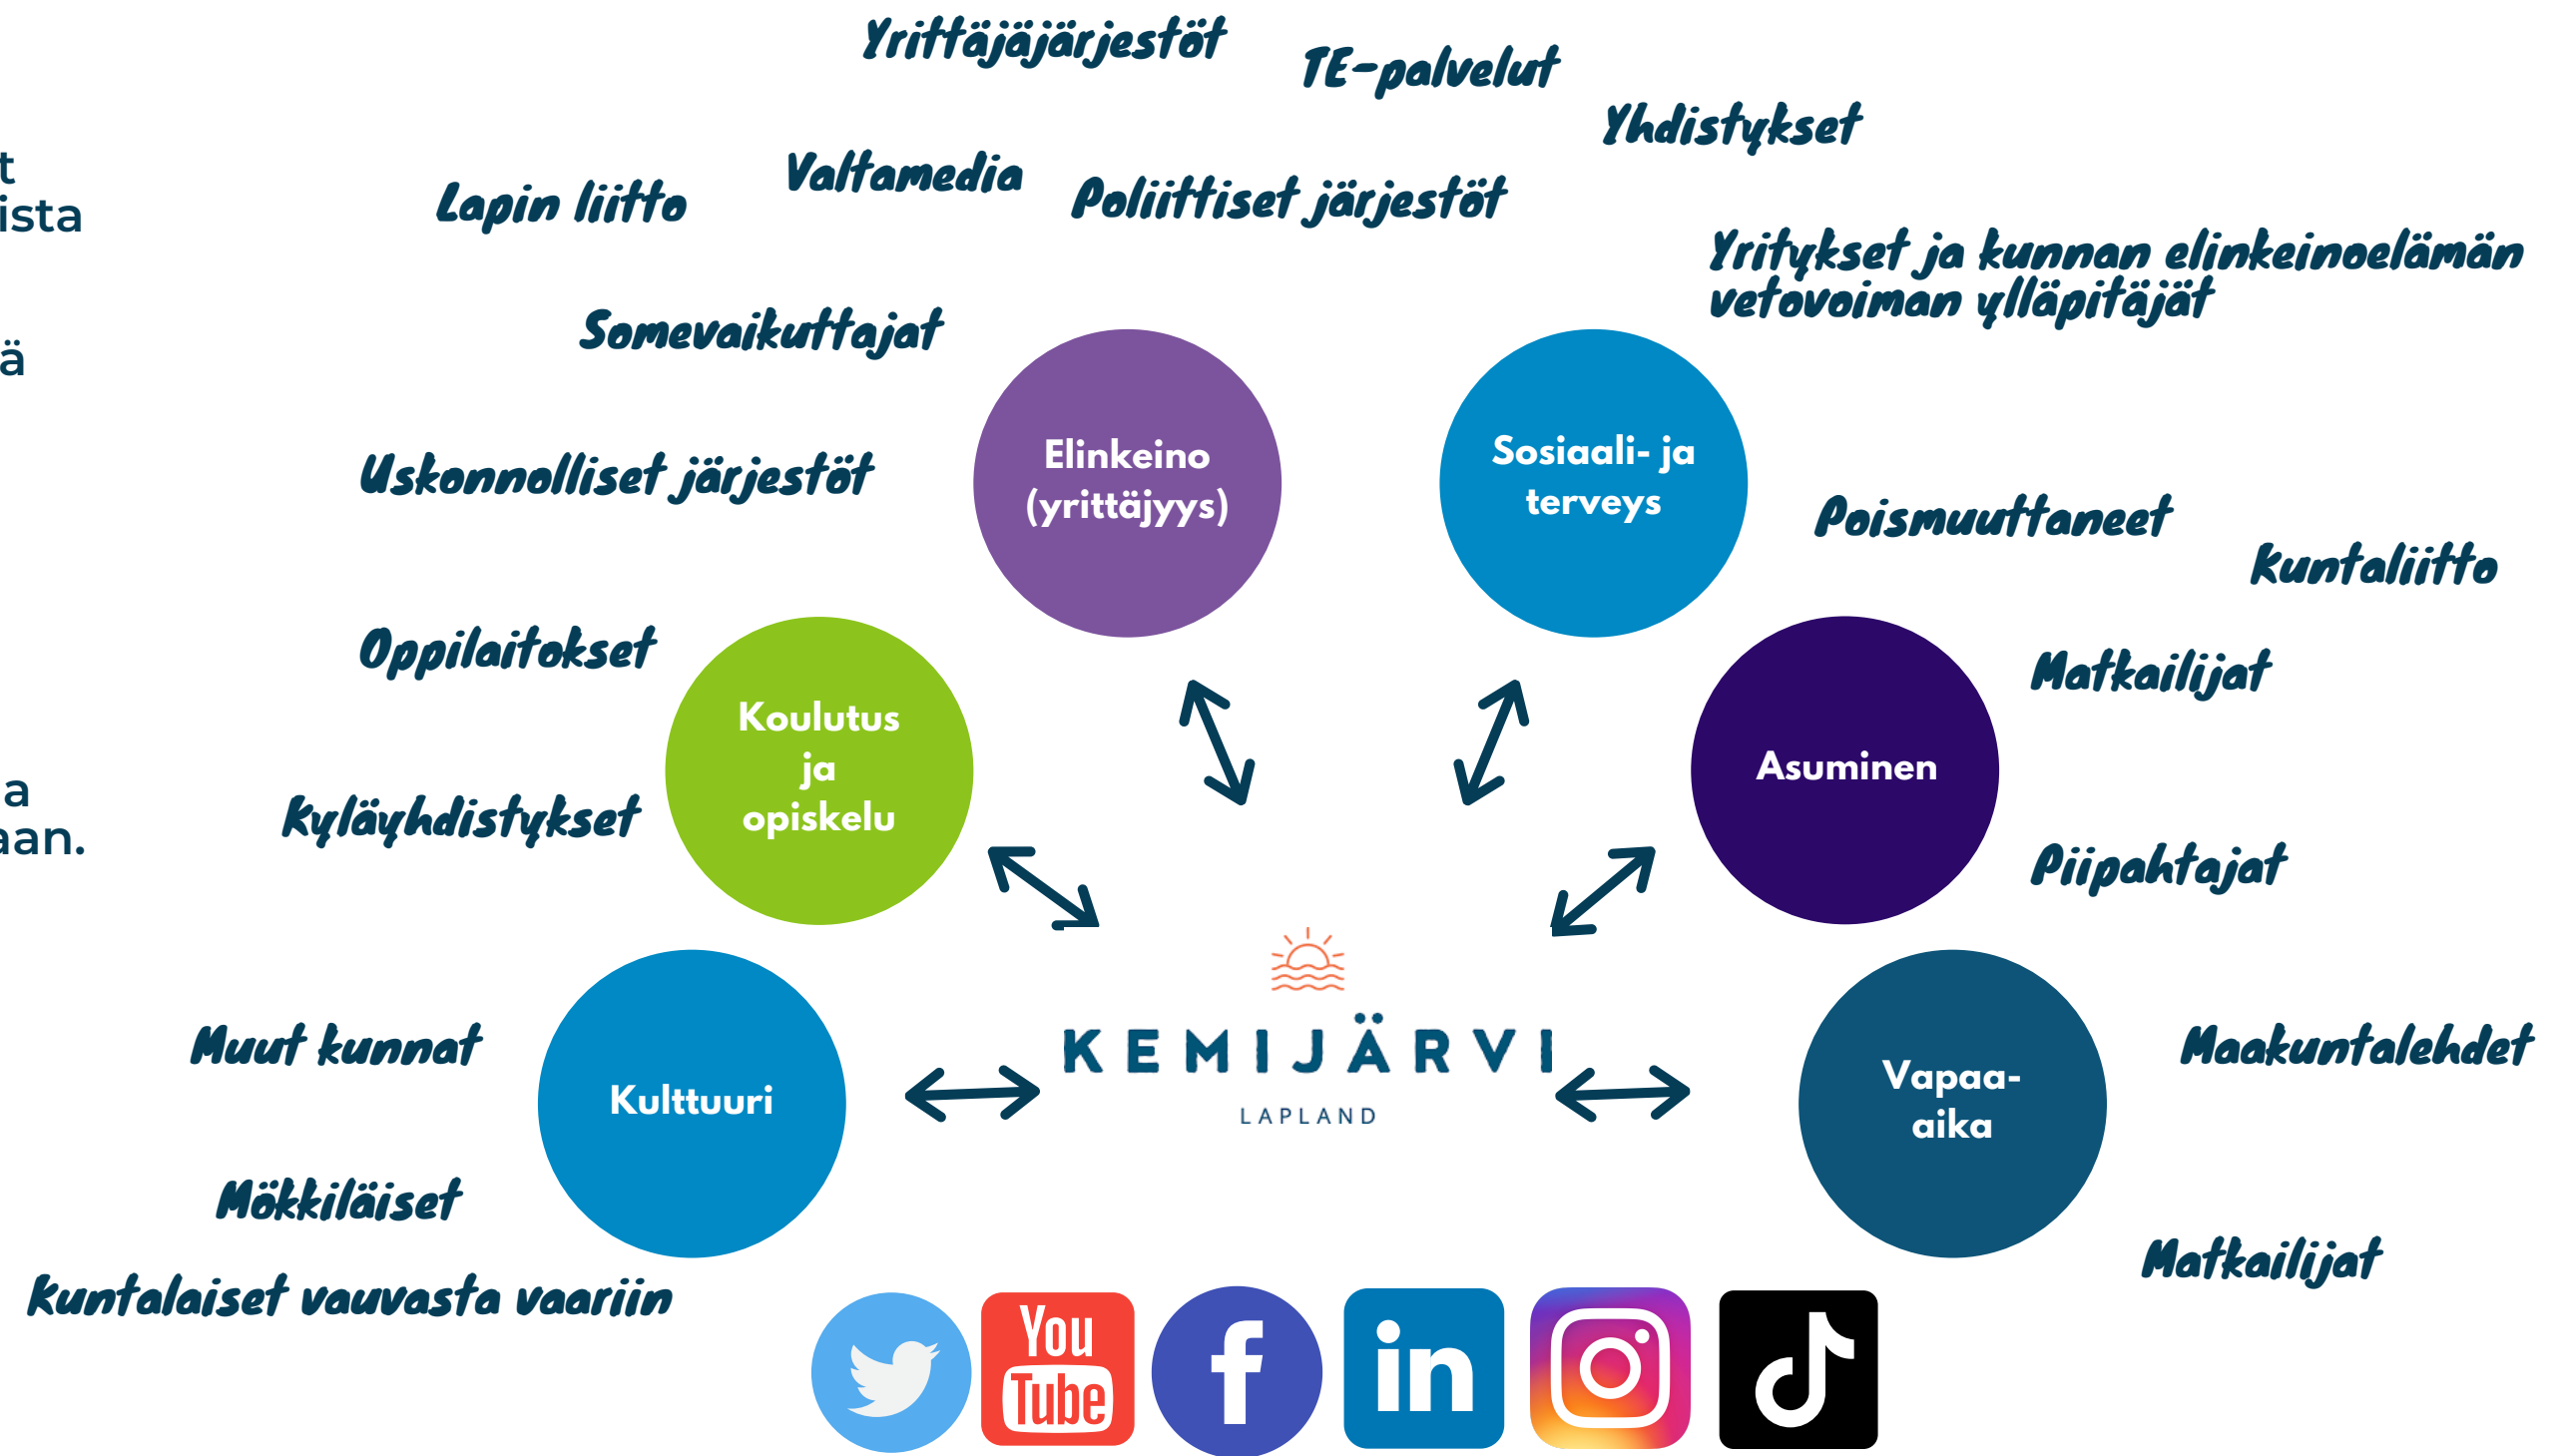 Yrittäjäjärjestöt
TE-palvelut
Yhdistykset
t
ista
Lapin liitto
Valtamedia
Poliittiset järjestöt
Yritykset ja kunnan elinkeinoelämän
vetovoiman ylläpitäjät
Somevaikuttajat
ä
Elinkeino
(yrittäjyys)
Sosiaali- ja
terveys
Uskonnolliset järjestöt
Poismuuttaneet
Kuntaliitto
Oppilaitokset
Matkailijat
Koulutus
ja
opiskelu
Asuminen
a
aan.
Kyläyhdistykset
Piipahtajat
KEMIJÄRVI
LAPLAND
Muut kunnat
Kulttuuri
Vapaa-
aika
Maakuntalehdet
Mökkiläiset
Matkailijat
Kuntalaiset vauvasta vaariin
You
Tube
f
in